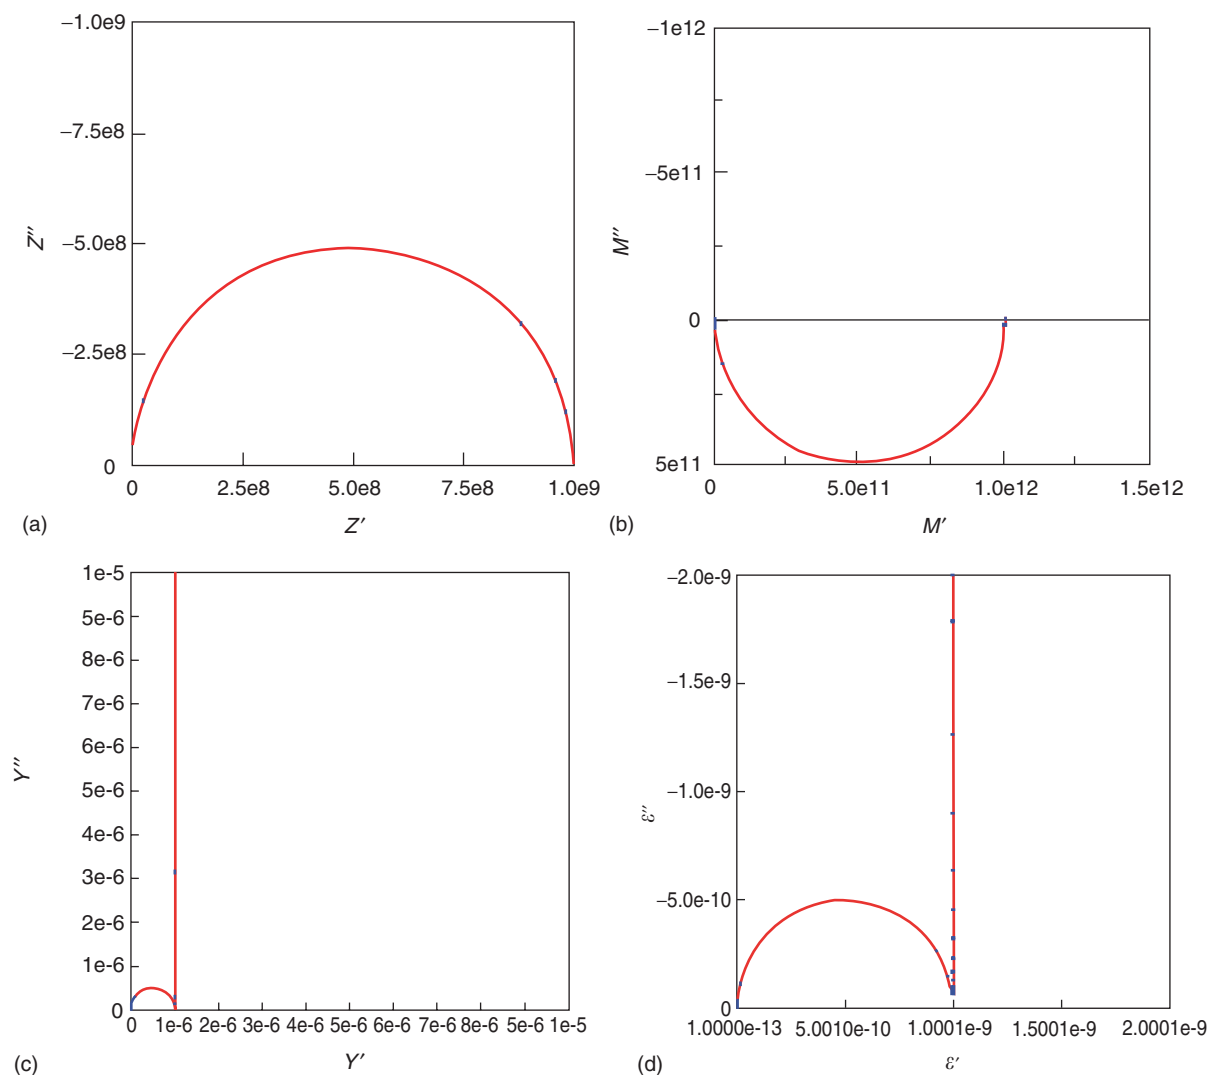 −1.0e9
−7.5e8
−5.0e8
−2.5e8
0
Z″
0 2.5e8 5.0e8 7.5e8 1.0e9
(a) Z′
−1e12
−5e11
0
5e11
M″
0 5.0e11 1.0e12 1.5e12
(b) M′
1e-5
5e-6
8e-6
7e-6
6e-6
5e-6
4e-6
3e-6
2e-6
1e-6
0
Y″
0 1e-6 2e-6 3e-6 4e-6 5e-6 6e-6 7e-6 8e-6 5e-6 1e-5
(c) Y′
−2.0e-9
−1.5e-9
−1.0e-9
−5.0e-10
0
ε″
1.0000e-13 5.0010e-10 1.0001e-9 1.5001e-9 2.0001e-9
(d) ε′